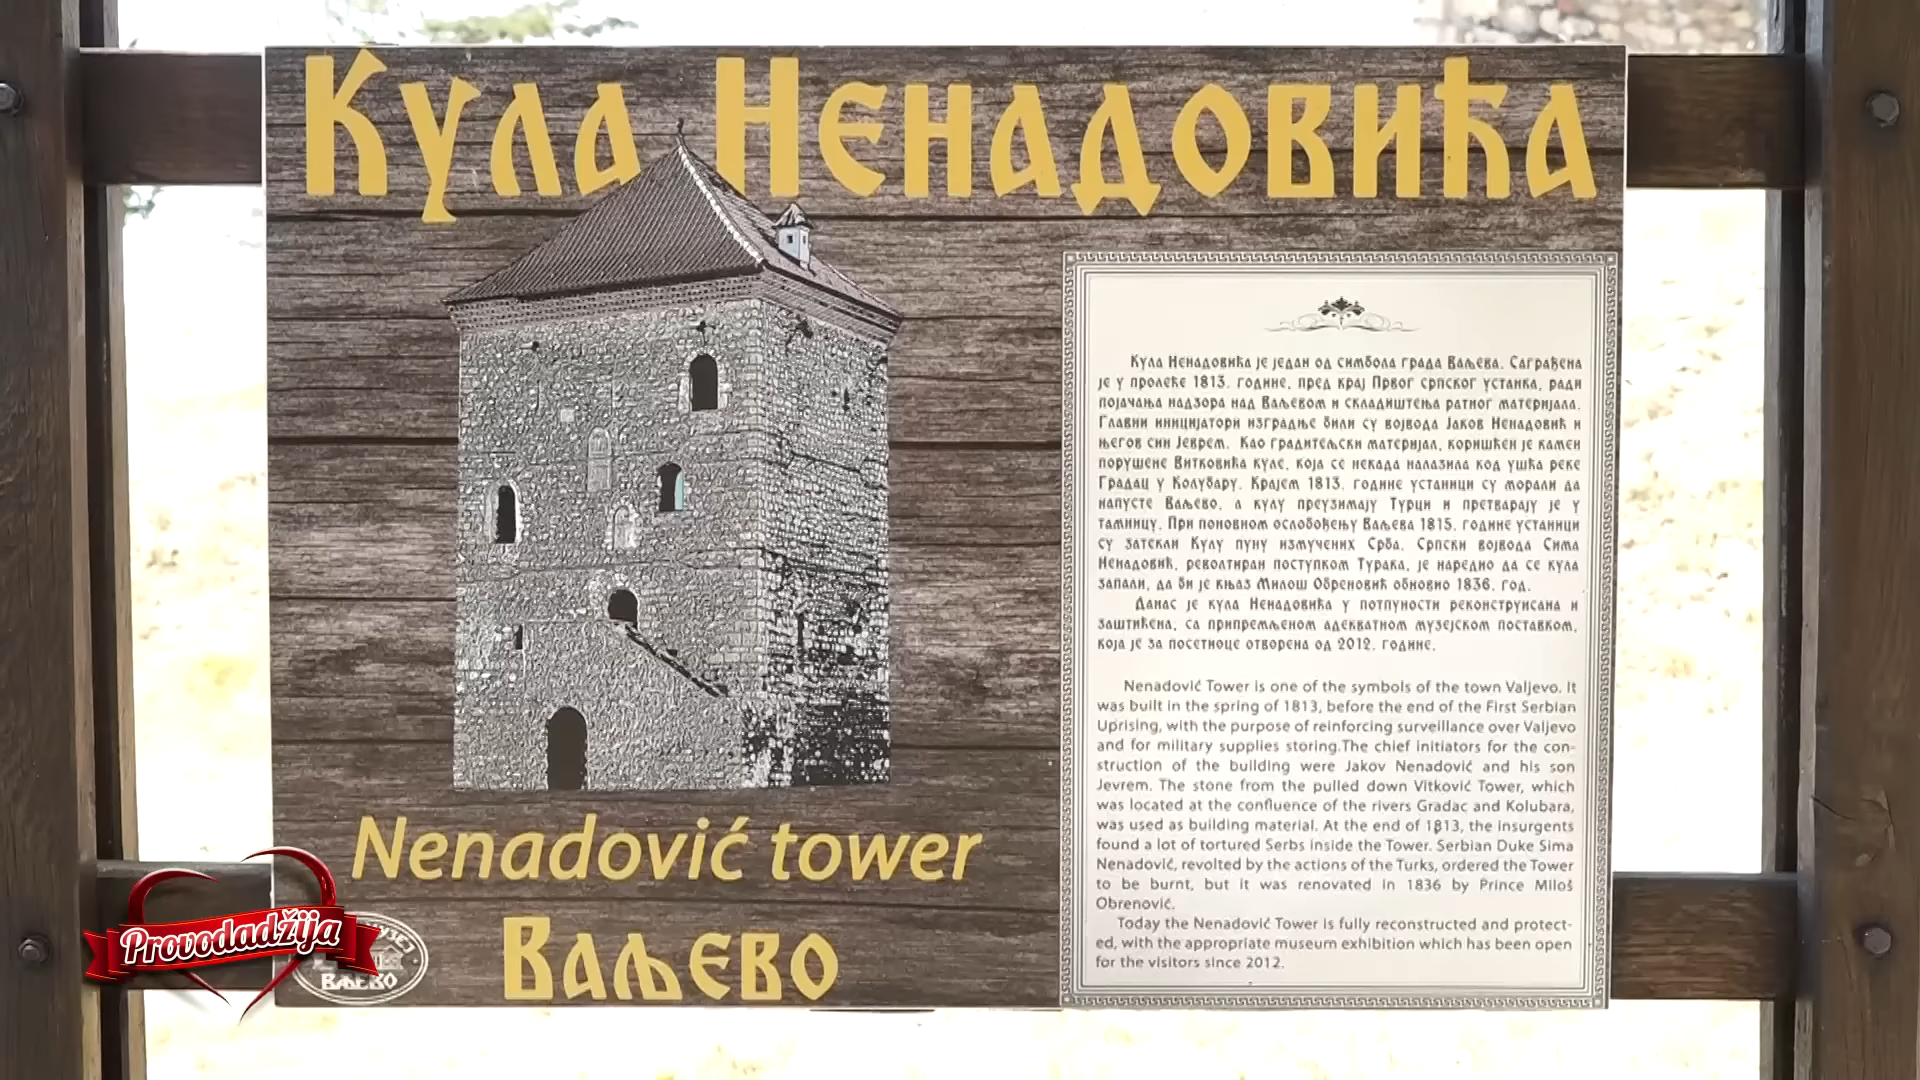 Кула Ненадовића
Кула Ненадовића је један од симбола града Ваљева. Саграђена
је у пролеће 1813. године, пред крај Првог српског устанка, ради
појачања надзора над Ваљевом и складиштења ратног материјала.
Главни иницијатори изградње били су војвода Јаков Ненадовић и
његов син Јеврем. Као градитељски материјал, коришћен је камен
порушене Витковића куле, која се некада налазила код ушћа реке
Градац у Колубару. Крајем 1813. године устаници су морали да
напусте Ваљево, а кулу преузимају Турци и претварају је у
тамницу. При поновном ослобођењу Ваљева 1815. године устаници
су затекли Кулу пуну измучених Срба. Српски војвода Сима
Ненадовић, револтиран поступком Турака, је наредио да се кула
запали, да би је књаз Милош Обреновић обновио 1836. год.
Данас је кула Ненадовића у потпуности реконструисана и
заштићена, са припремљеном адекватном музејском поставком,
која је за посетиоце отворена од 2012. године.
Nenadović Tower is one of the symbols of the town Valjevo. It
was built in the spring of 1813, before the end of the First Serbian
Uprising, with the purpose of reinforcing surveillance over Valjevo
and for military supplies storing.The chief initiators for the con-
struction of the building were Jakov Nenadović and his son
Jevrem. The stone from the pulled down Vitković Tower, which
was located at the confluence of the rivers Gradac and Kolubara,
was used as building material. At the end of 1813, the insurgents
found a lot of tortured Serbs inside the Tower. Serbian Duke Sima
Nenadović, revolted by the actions of the Turks, ordered the Tower
to be burnt, but it was renovated in 1836 by Prince Miloš
Obrenović.
Today the Nenadović Tower is fully reconstructed and protect-
ed, with the appropriate museum exhibition which has been open
for the visitors since 2012.
Nenadović tower
Ваљево
Provodadžija
ВАЉЕВО